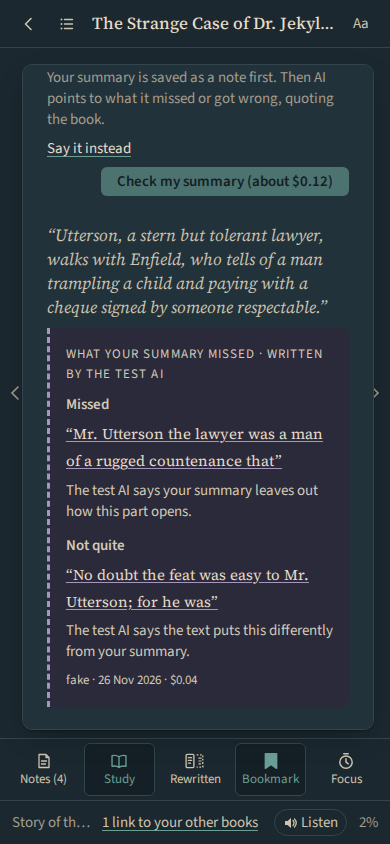 The Strange Case of Dr. Jekyl...
Aa
Your summary is saved as a note first. Then AI
points to what it missed or got wrong, quoting
the book.
Say it instead
Check my summary (about $0.12)
“Utterson, a stern but tolerant lawyer,
walks with Enfield, who tells of a man
trampling a child and paying with a
cheque signed by someone respectable.”
WHAT YOUR SUMMARY MISSED · WRITTEN
BY THE TEST AI
Missed
“Mr. Utterson the lawyer was a man
of a rugged countenance that”
The test AI says your summary leaves out
how this part opens.
Not quite
“No doubt the feat was easy to Mr.
Utterson; for he was”
The test AI says the text puts this differently
from your summary.
fake · 26 Nov 2026 · $0.04
Notes (4)
Study
Rewritten
Bookmark
Focus
Story of th…
1 link to your other books
Listen
2%